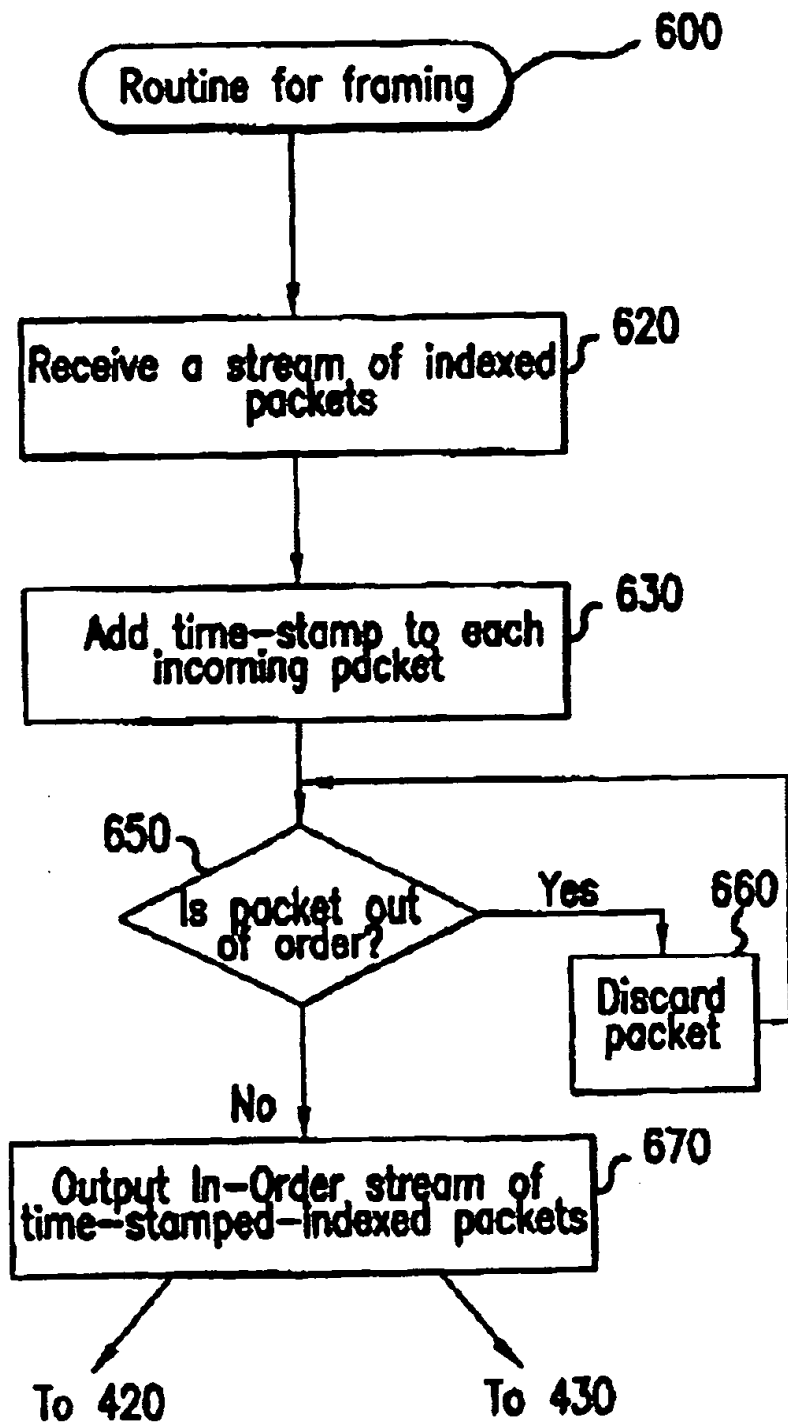 600
Routine for framing
620
Receive a stream of indexed
packets
630
Add time-stamp to each
incoming packet
650
Is packet out
of order?
Yes
660
Discard
packet
No
670
Output In-Order stream of
time-stamped-indexed packets
To 420
To 430